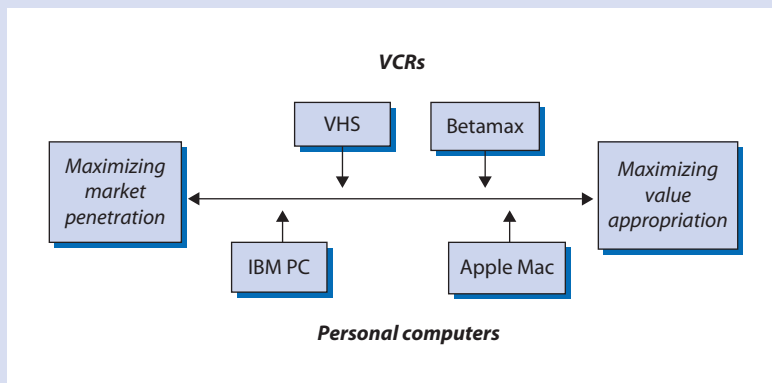 VCRs
VHS
Betamax
Maximizing
market
penetration
Maximizing
value
appropriation
IBM PC
Apple Mac
Personal computers